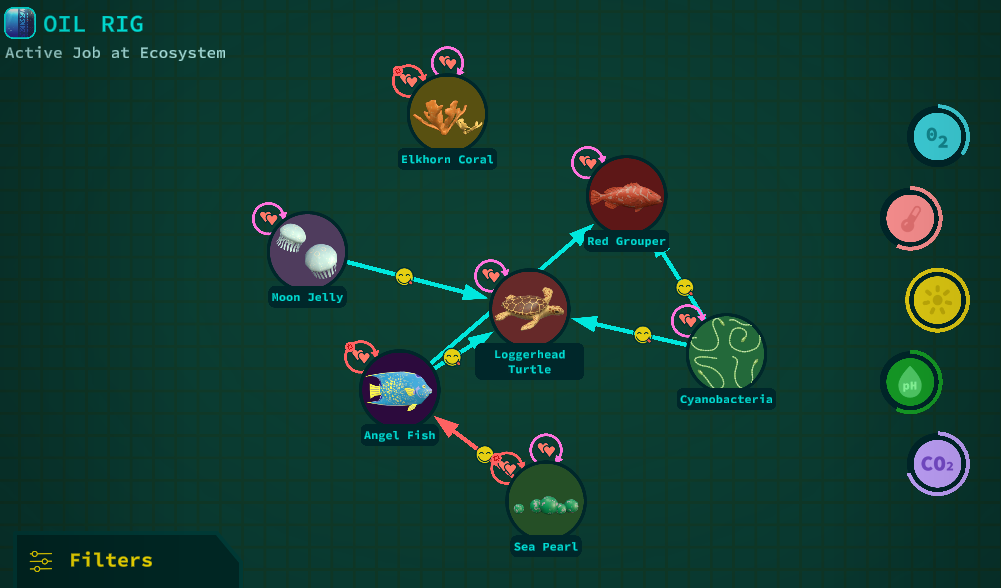 OIL RIG
Active Job at Ecosystem
Elkhorn Coral
O₂
Red Grouper
Moon Jelly
Loggerhead
Turtle
Cyanobacteria
pH
Angel Fish
CO₂
Sea Pearl
Filters